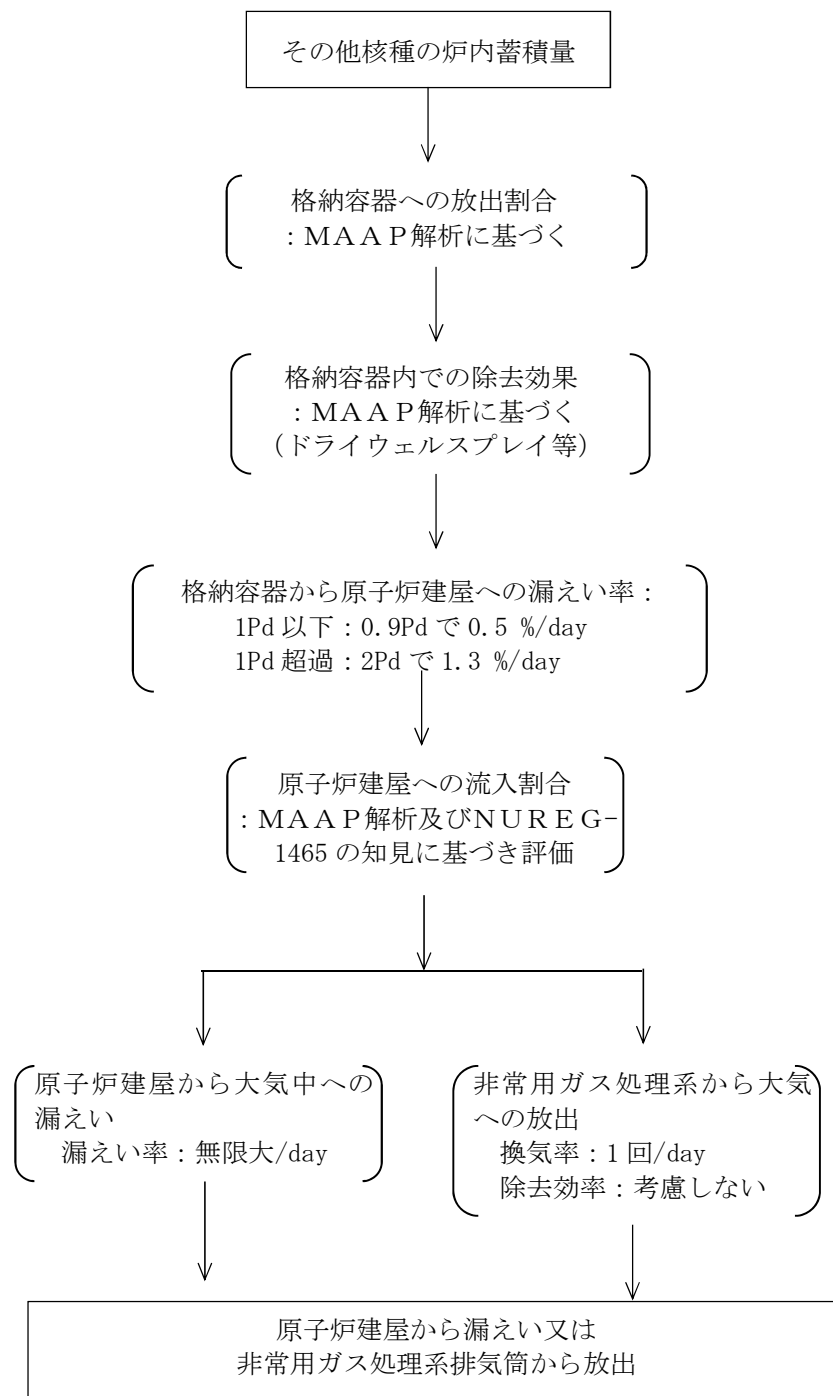 その他核種の炉内蓄積量
格納容器への放出割合
：ＭＡＡＰ解析に基づく
格納容器内での除去効果
：ＭＡＡＰ解析に基づく
（ドライウェルスプレイ等）
格納容器から原子炉建屋への漏えい率：
1Pd 以下：0.9Pd で 0.5 %/day
1Pd 超過：2Pd で 1.3 %/day
原子炉建屋への流入割合
：ＭＡＡＰ解析及びＮＵＲＥＧ−
1465 の知見に基づき評価
原子炉建屋から大気中への
漏えい
漏えい率：無限大/day
非常用ガス処理系から大気
への放出
換気率：1 回/day
除去効率：考慮しない
原子炉建屋から漏えい又は
非常用ガス処理系排気筒から放出